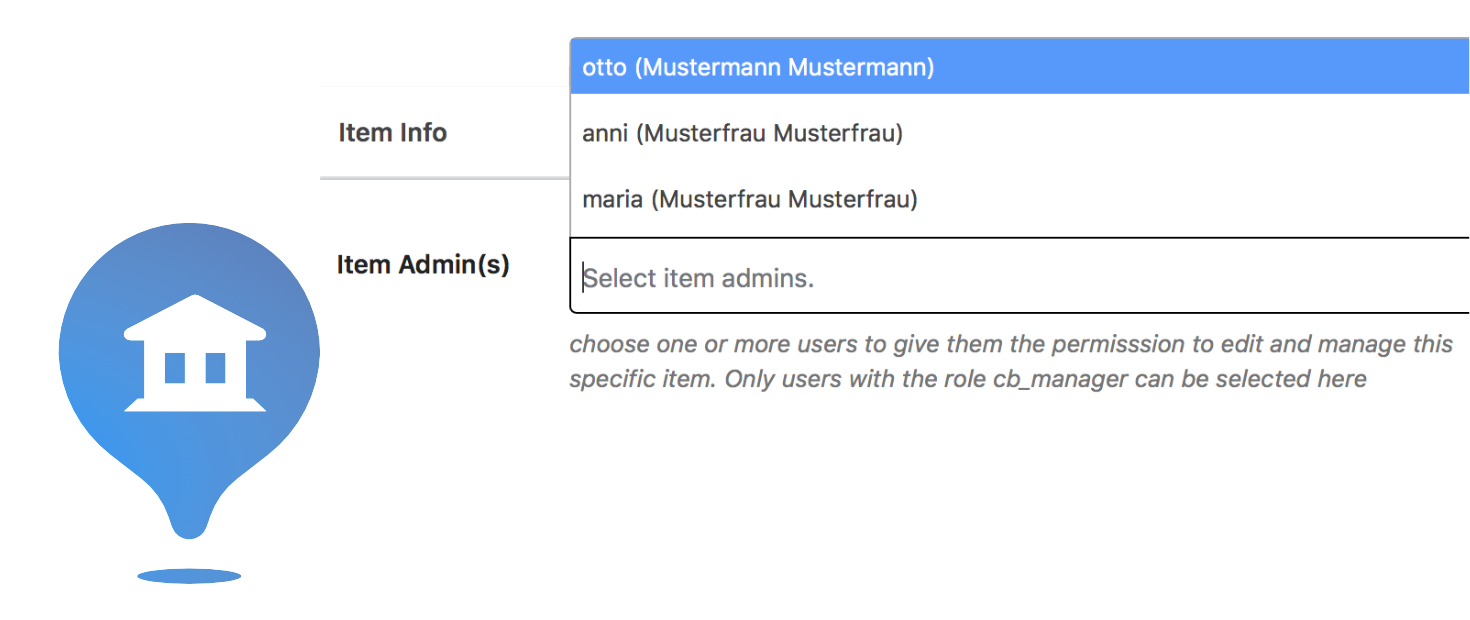 otto (Mustermann Mustermann)
Item Info
anni (Musterfrau Musterfrau)
maria (Musterfrau Musterfrau)
Item Admin(s)
Select item admins.
choose one or more users to give them the permisssion to edit and manage this
specific item. Only users with the role cb_manager can be selected here